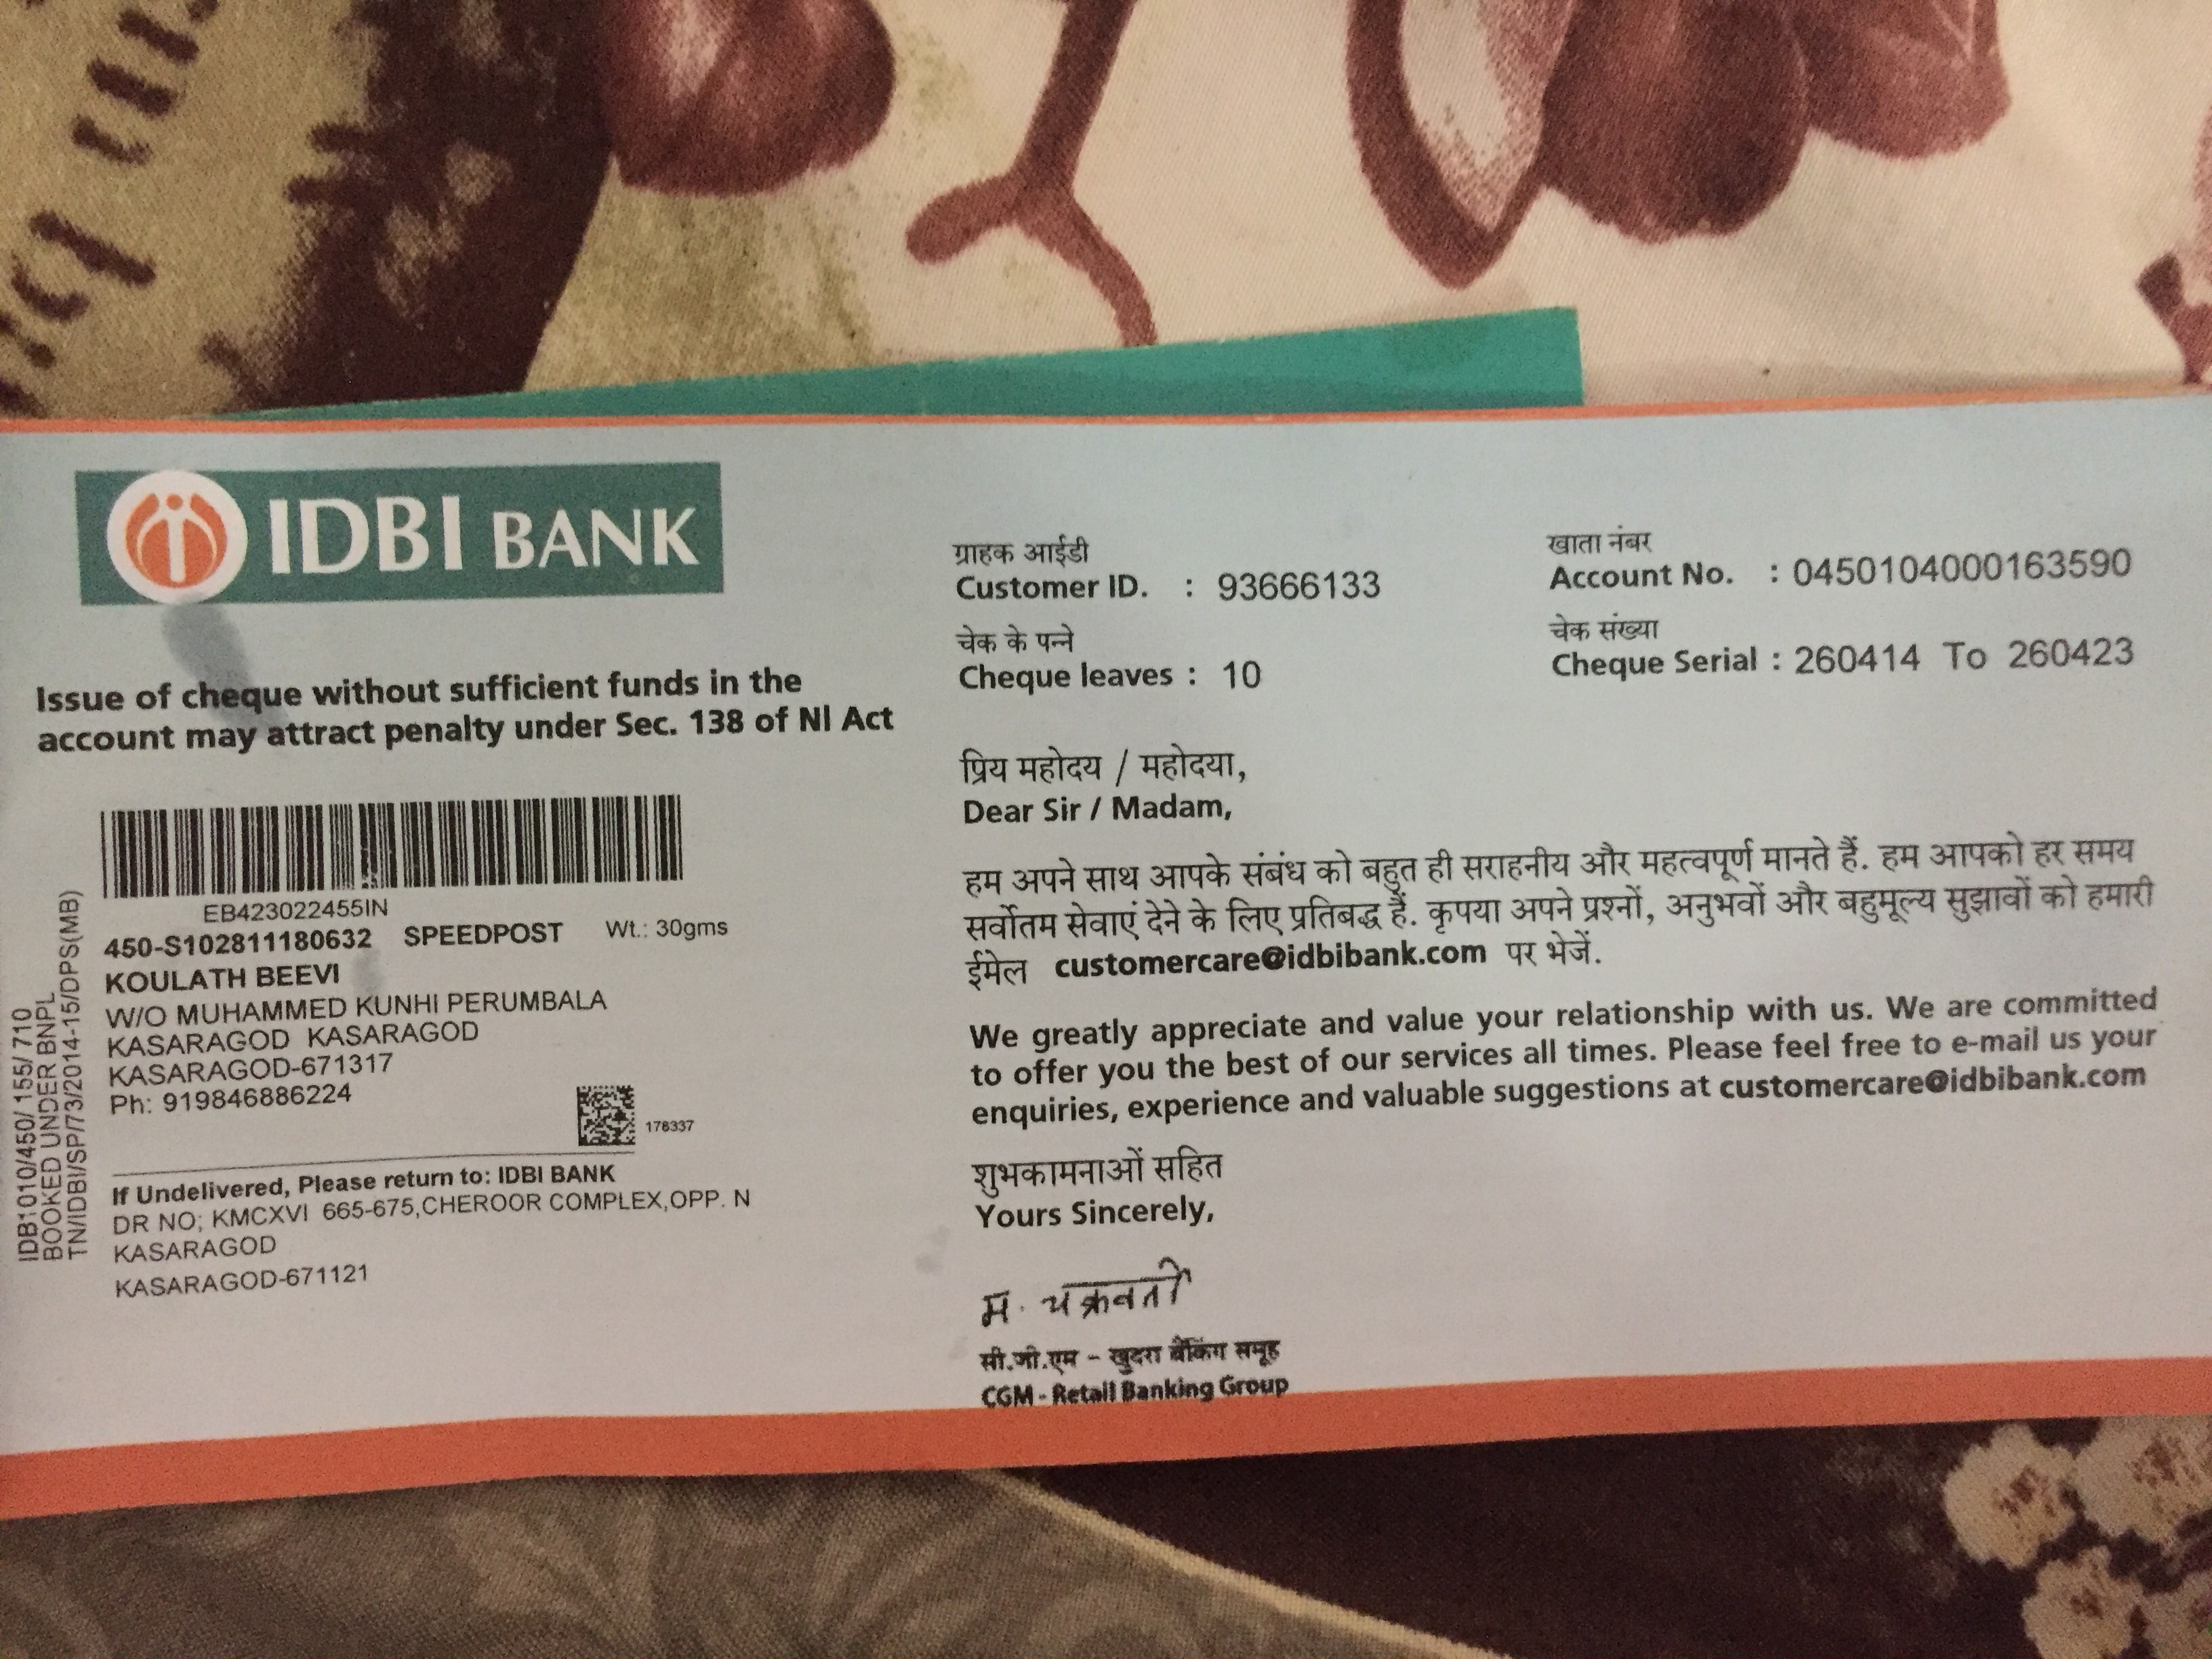 IDBI BANK
Issue of cheque without sufficient funds in the
account may attract penalty under Sec. 138 of NI Act
EB423022455IN
450-S1028111180632 SPEEDPOST Wt.: 30gms
KOULATH BEEVI
W/O MUHAMMED KUNHI PERUMBALA
KASARAGOD KASARAGOD
KASARAGOD-671317
Ph: 919846886224
176337
IDB1010/450/ 155/ 710
BOOKED UNDER BNPL
TN/IDBI/SP/73/2014-15/DPS(MB)
If Undelivered, Please return to: IDBI BANK
DR NO; KMCXVI 665-675,CHEROOR COMPLEX,OPP. N
KASARAGOD
KASARAGOD-671121
ग्राहक आईडी
Customer ID. : 93666133
खाता नंबर
Account No. : 0450104000163590
चेक के पन्ने
Cheque leaves : 10
चेक संख्या
Cheque Serial : 260414 To 260423
प्रिय महोदय / महोदया,
Dear Sir / Madam,
हम अपने साथ आपके संबंध को बहुत ही सराहनीय और महत्वपूर्ण मानते हैं. हम आपको हर समय
सर्वोतम सेवाएं देने के लिए प्रतिबद्ध हैं. कृपया अपने प्रश्नों, अनुभवों और बहुमूल्य सुझावों को हमारी
ईमेल customercare@idbibank.com पर भेजें.
We greatly appreciate and value your relationship with us. We are committed
to offer you the best of our services all times. Please feel free to e-mail us your
enquiries, experience and valuable suggestions at customercare@idbibank.com
शुभकामनाओं सहित
Yours Sincerely,
सी.जी.एम - खुदरा बैंकिंग समूह
CGM - Retail Banking Group